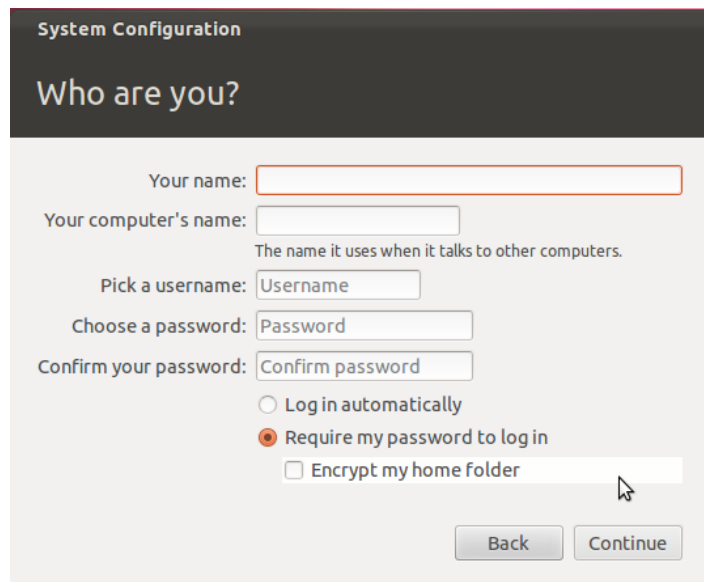 System Configuration
Who are you?
Your name:
Your computer's name:
The name it uses when it talks to other computers.
Pick a username: Username
Choose a password: Password
Confirm your password: Confirm password
Log in automatically
Require my password to log in
Encrypt my home folder
Back Continue